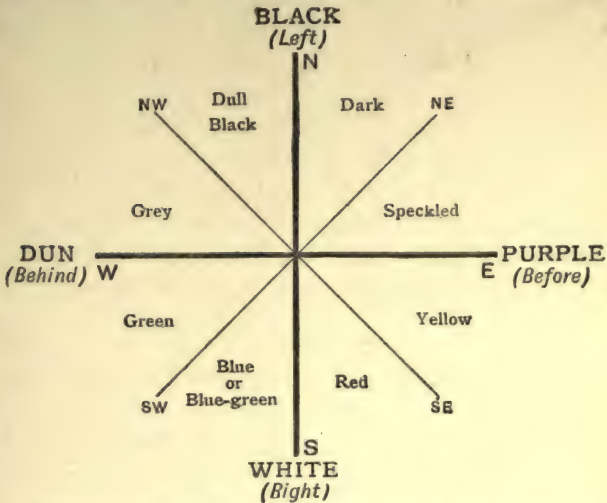 BLACK
(Left)
N
NW
Dull
Black
Dark
NE
Grey
Speckled
DUN
(Behind)
W
E
PURPLE
(Before)
Green
Yellow
Blue
or
Blue-green
Red
SW
SE
S
WHITE
(Right)